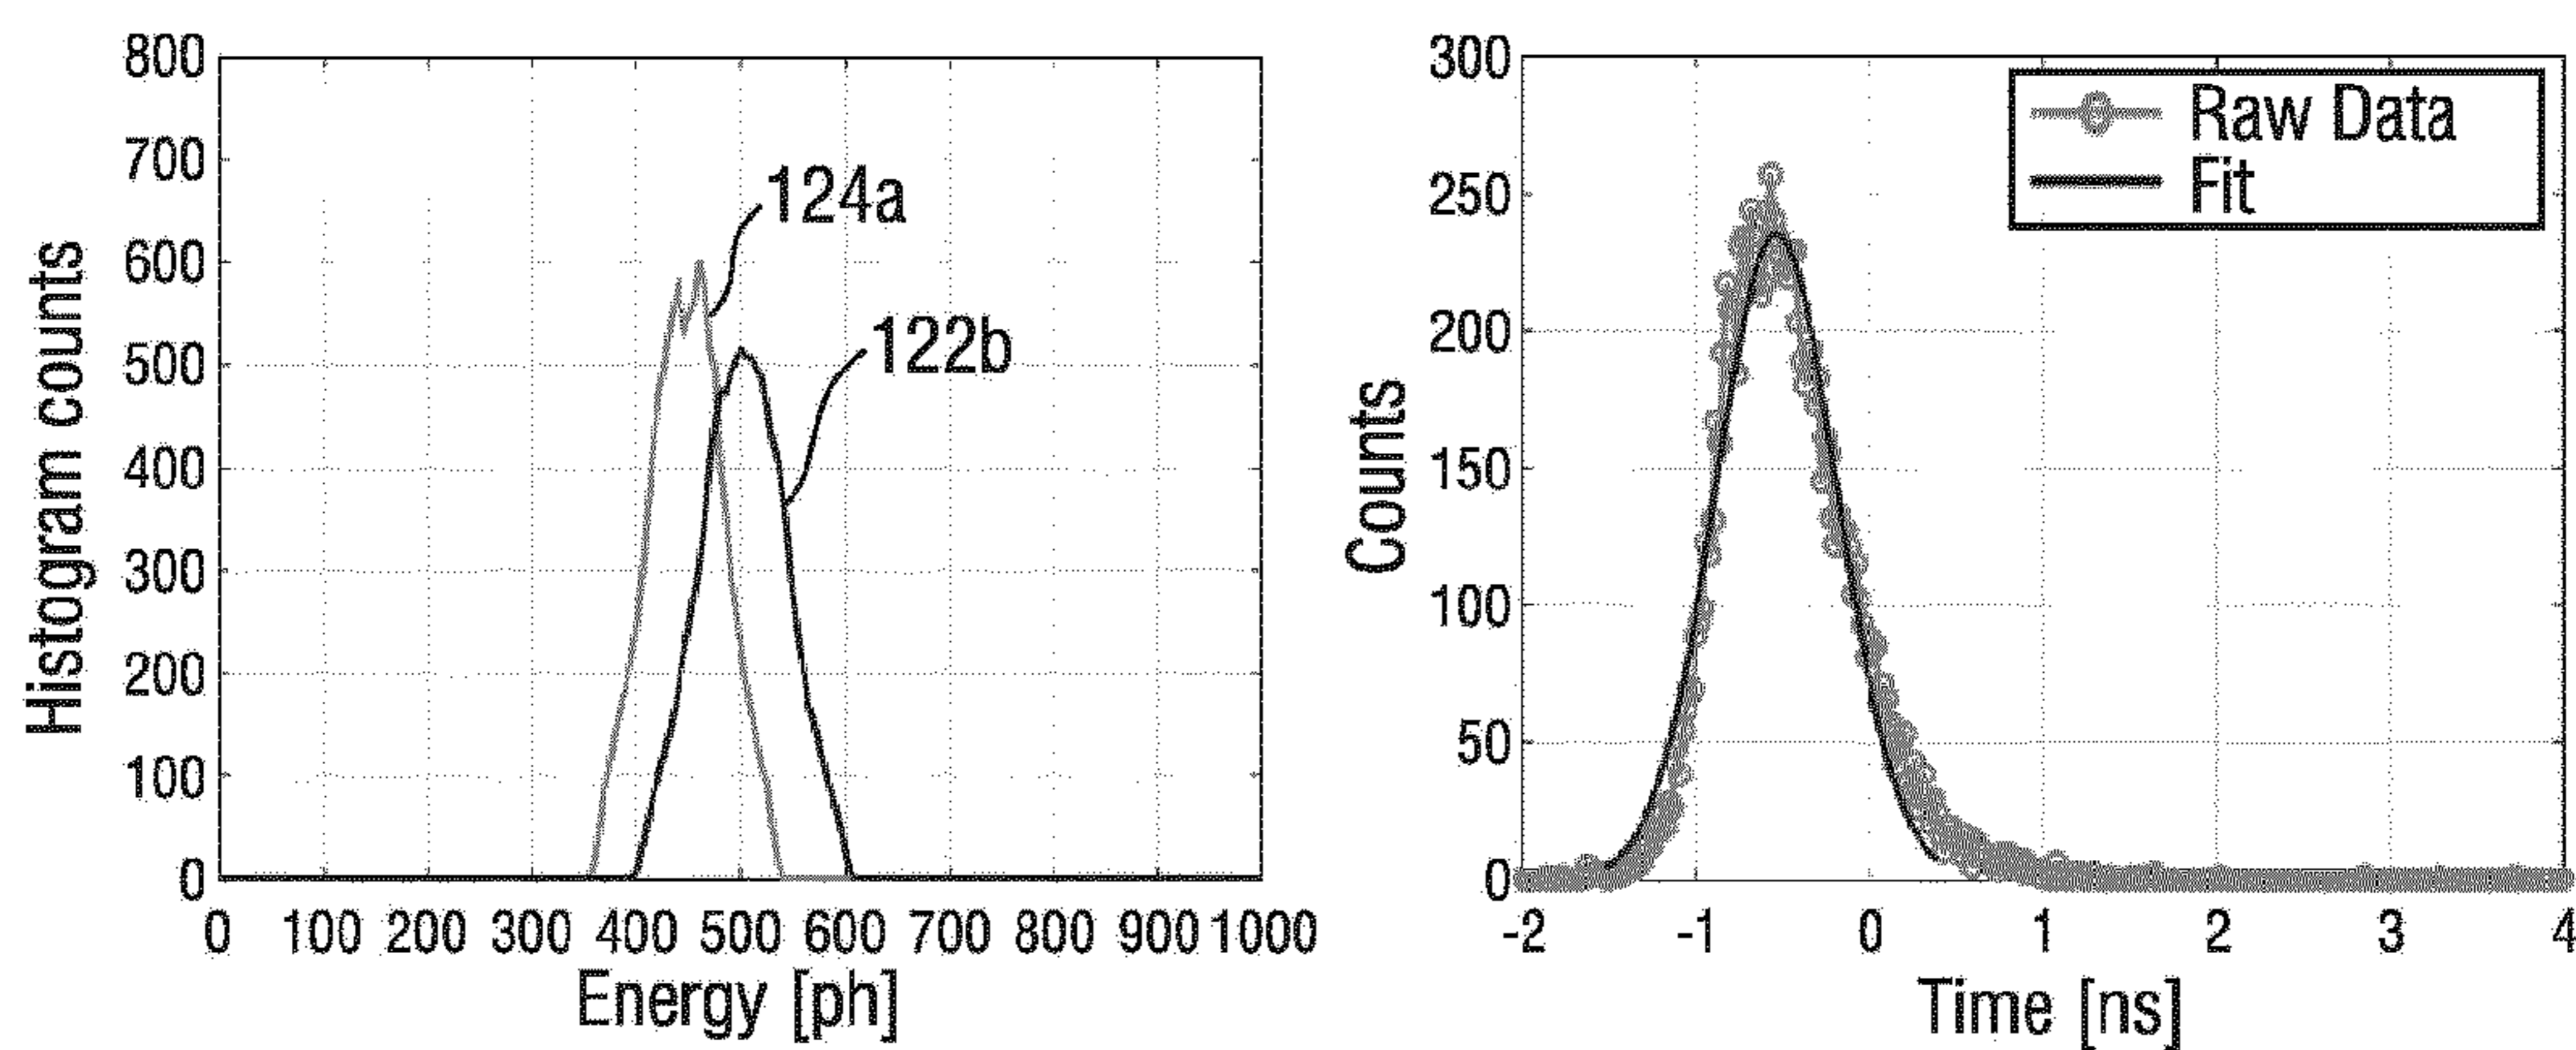 800
700
600
500
400
300
200
100
0
Histogram counts
124a
122b
0 100 200 300 400 500 600 700 800 900 1000
Energy [ph]
300
250
200
150
100
50
0
Counts
Raw Data
Fit
-2 -1 0 1 2 3 4
Time [ns]